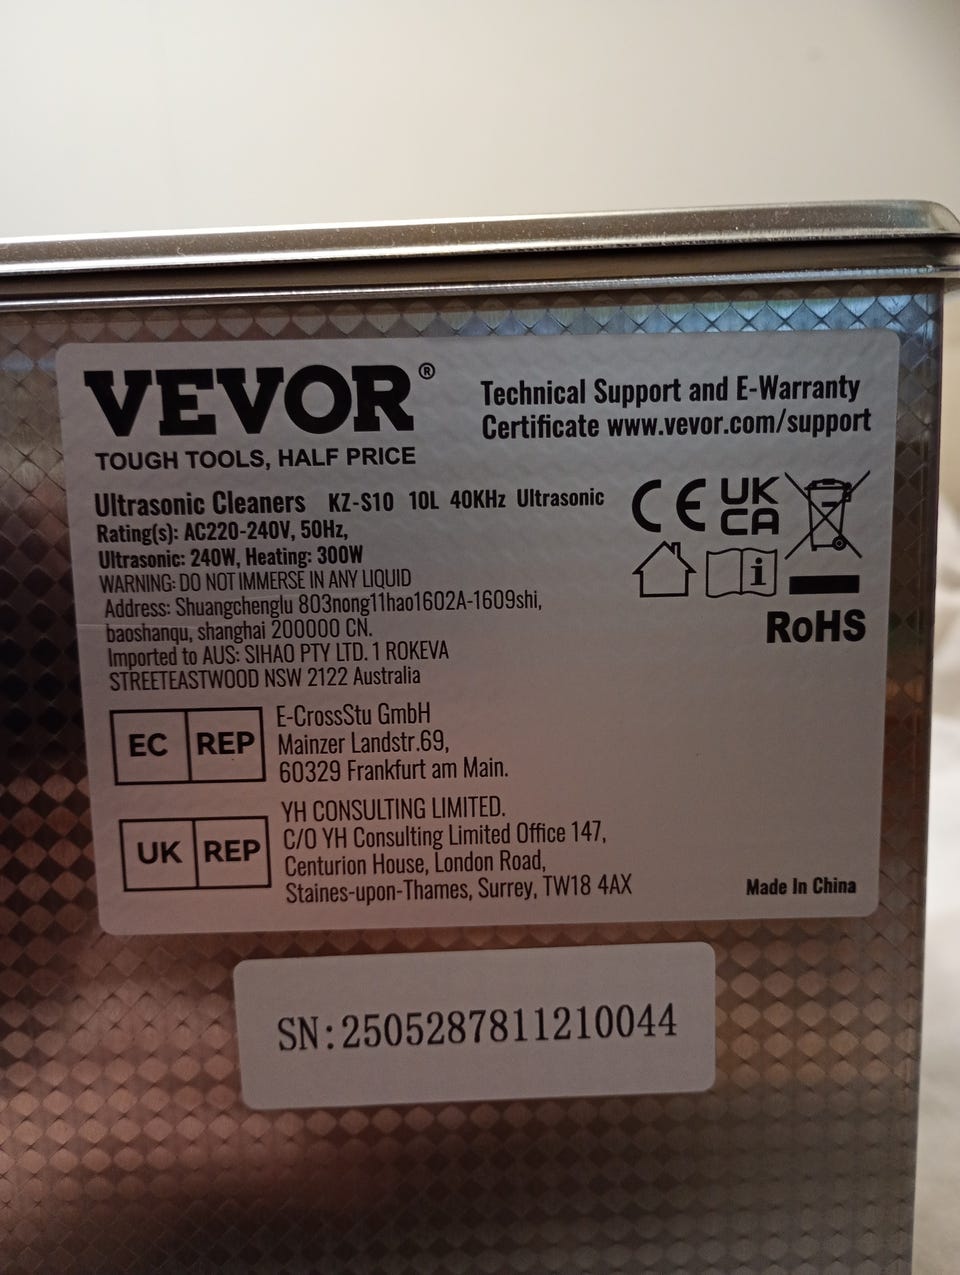 VEVOR®
TOUGH TOOLS, HALF PRICE
Technical Support and E-Warranty
Certificate www.vevor.com/support
Ultrasonic Cleaners KZ-S10 10L 40KHz Ultrasonic
Rating(s): AC220-240V, 50Hz,
Ultrasonic: 240W, Heating: 300W
WARNING: DO NOT IMMERSE IN ANY LIQUID
Address: Shuangchenglu 803nong11hao1602A-1609shi,
baoshanqu, shanghai 200000 CN.
Imported to AUS: SIHAO PTY LTD. 1 ROKEVA
STREETEASTWOOD NSW 2122 Australia
CE
UK
CA
i
RoHS
EC REP
E-CrossStu GmbH
Mainzer Landstr.69,
60329 Frankfurt am Main.
UK REP
YH CONSULTING LIMITED.
C/O YH Consulting Limited Office 147,
Centurion House, London Road,
Staines-upon-Thames, Surrey, TW18 4AX
Made In China
SN:2505287811210044